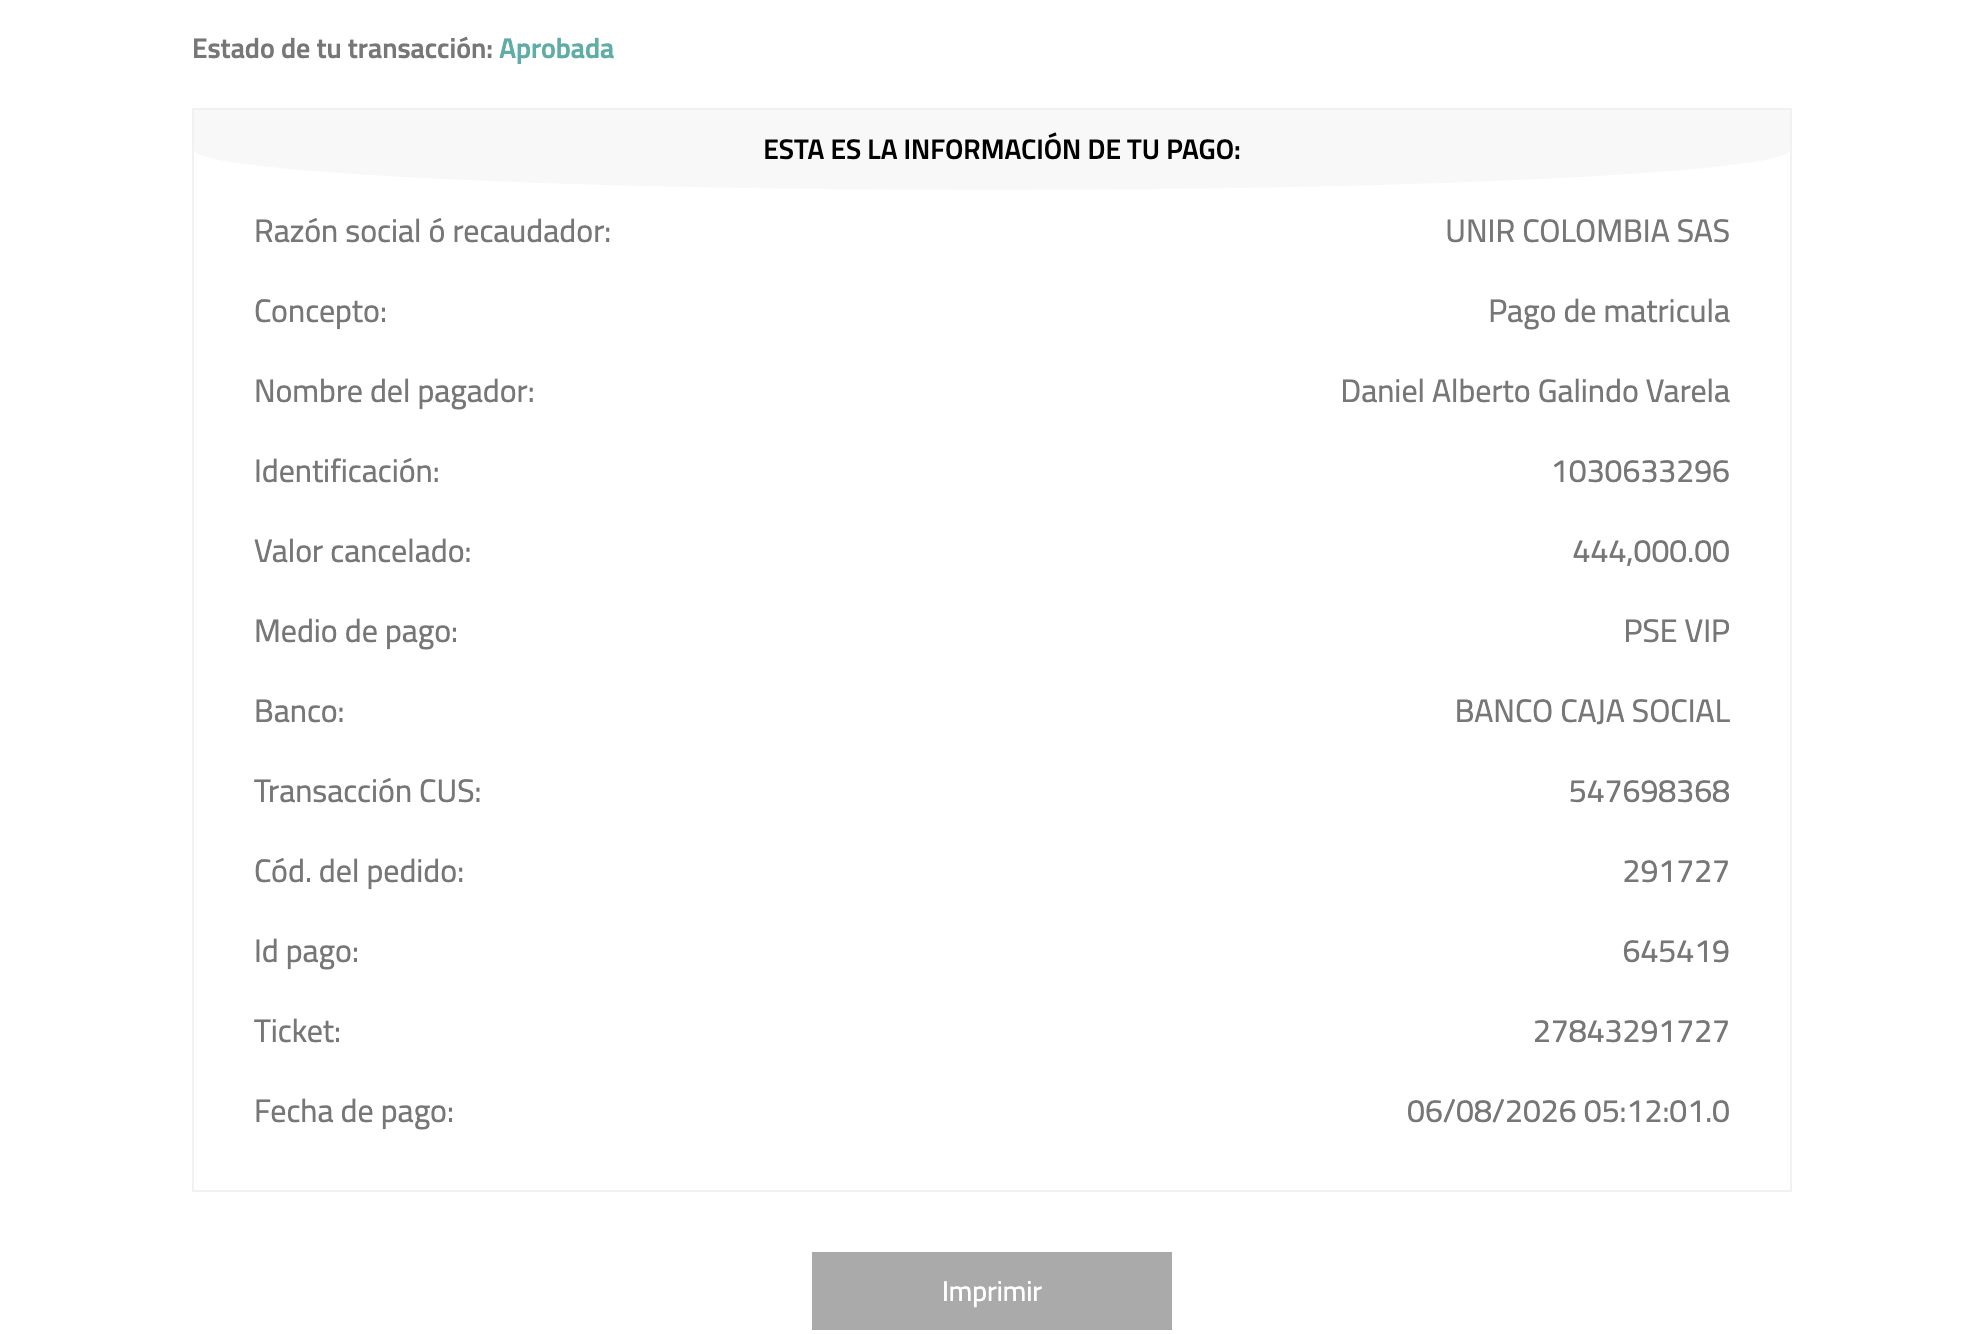 Estado de tu transacción: Aprobada
ESTA ES LA INFORMACIÓN DE TU PAGO:
Razón social ó recaudador: UNIR COLOMBIA SAS
Concepto: Pago de matricula
Nombre del pagador: Daniel Alberto Galindo Varela
Identificación: 1030633296
Valor cancelado: 444,000.00
Medio de pago: PSE VIP
Banco: BANCO CAJA SOCIAL
Transacción CUS: 547698368
Cód. del pedido: 291727
Id pago: 645419
Ticket: 27843291727
Fecha de pago: 06/08/2026 05:12:01.0
Imprimir